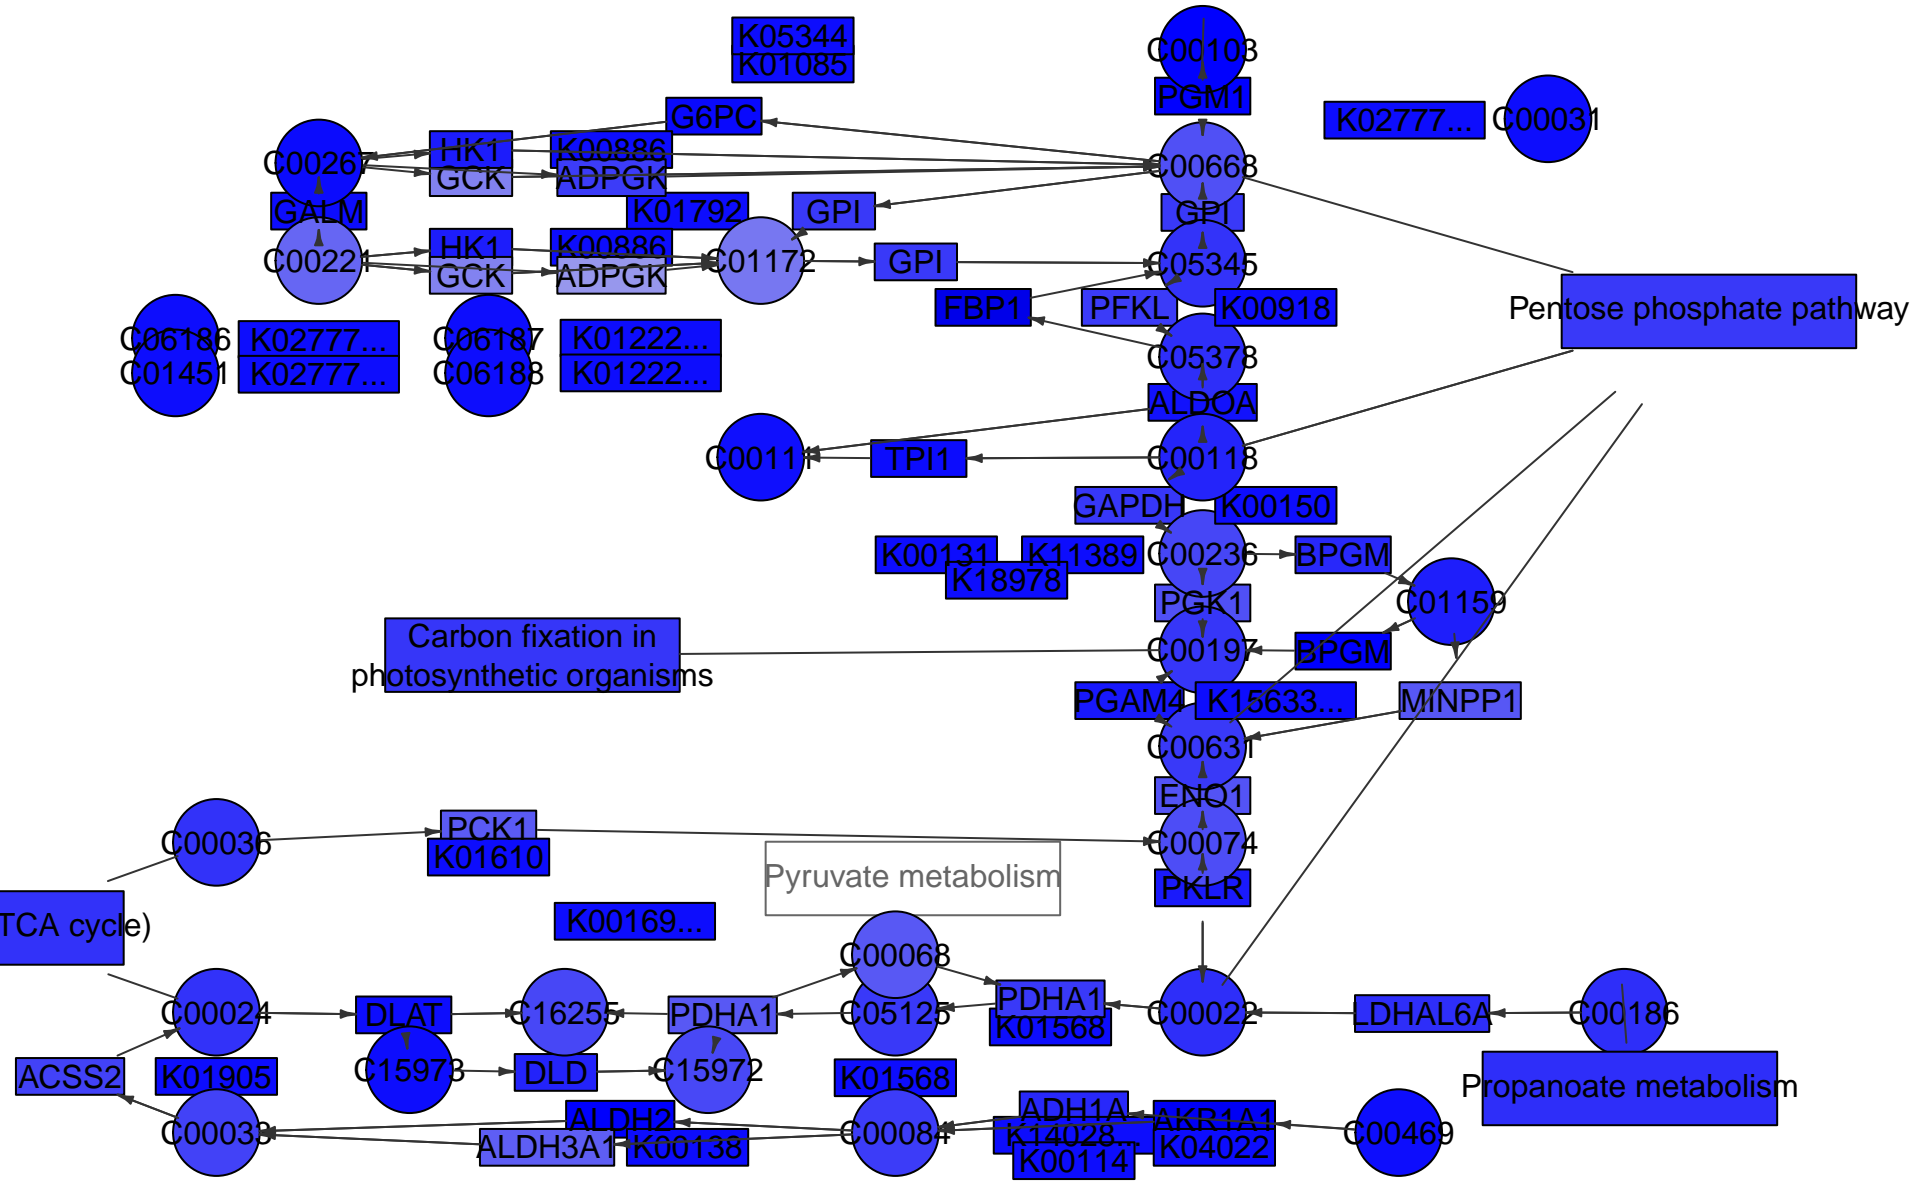 K05344
C00103
K01085
PGM1
G6PC
K02777...
C00031
C00267
HK1
K00886
C00668
GCK
ADPGK
GALM
K01792
GPI
GPI
C00221
HK1
K00886
C01172
GPI
C05345
GCK
ADPGK
FBP1
PFKL
K00918
Pentose phosphate pathway
C06186
K02777...
C06187
K01222...
C05378
C01451
K02777...
C06188
K01222...
ALDOA
C00111
TPI1
C00118
GAPDH
K00150
K00131
K11389
C00236
BPGM
K18978
PGK1
C01159
Carbon fixation in
photosynthetic organisms
C00197
BPGM
PGAM4
K15633...
MINPP1
C00631
ENO1
C00036
PCK1
C00074
K01610
Pyruvate metabolism
PKLR
TCA cycle)
K00169...
C00068
C00024
DLAT
C16255
PDHA1
C05125
PDHA1
K01568
C00022
LDHAL6A
C00186
ACSS2
K01905
C15973
DLD
C15972
K01568
Propanoate metabolism
C00033
ALDH2
ALDH3A1
K00138
C00084
ADH1A
K14028...
K00114
AKR1A1
K04022
C00469